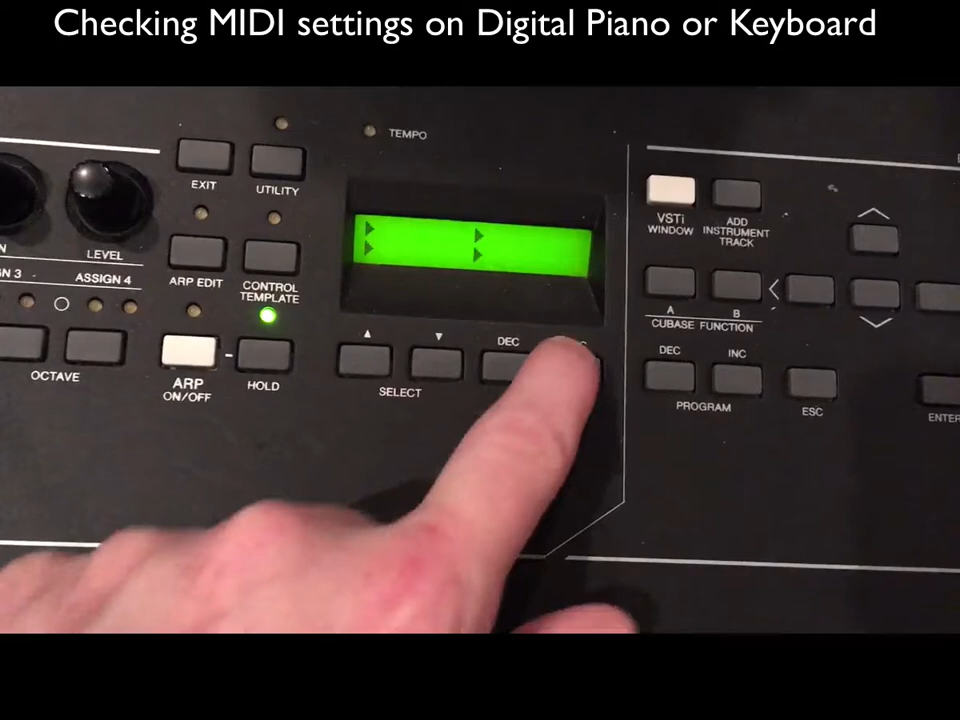 Checking MIDI settings on Digital Piano or Keyboard
TEMPO
EXIT
UTILITY
LEVEL
ASSIGN 4
ARP EDIT
CONTROL
TEMPLATE
OCTAVE
ARP
ON/OFF
HOLD
SELECT
DEC
VSTi
WINDOW
ADD
INSTRUMENT
TRACK
A
B
CUBASE FUNCTION
DEC
INC
PROGRAM
ESC